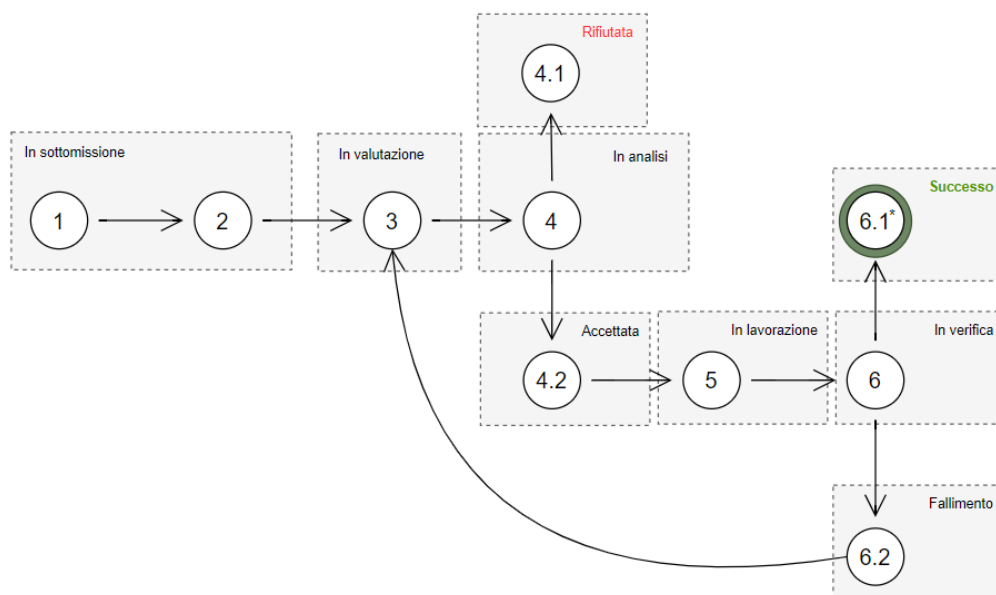 Rifiutata
4.1
In sottomissione
In valutazione
In analisi
1
2
3
4
Successo
6.1*
Accettata
In lavorazione
In verifica
4.2
5
6
Fallimento
6.2